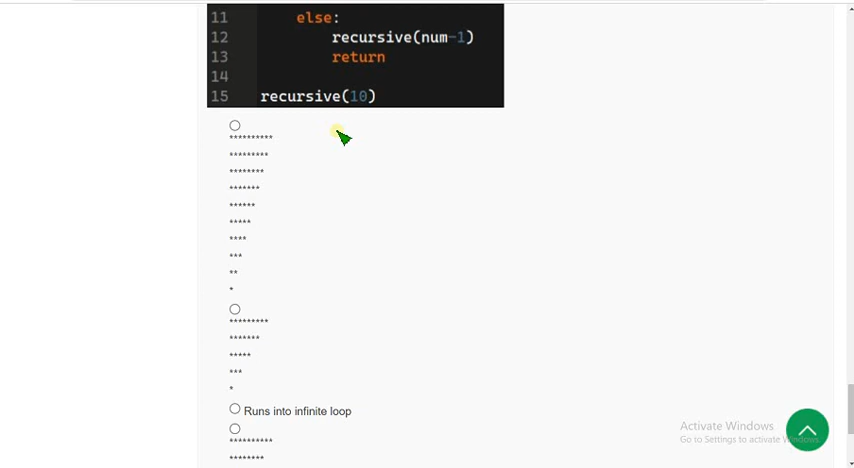 11 else:
12 recursive(num-1)
13 return
14
15 recursive(10)
**********
*********
********
*******
******
*****
****
***
**
*
*********
*******
*****
***
*
Runs into infinite loop
**********
********
Activate Windows
Go to Settings to activate Windows.